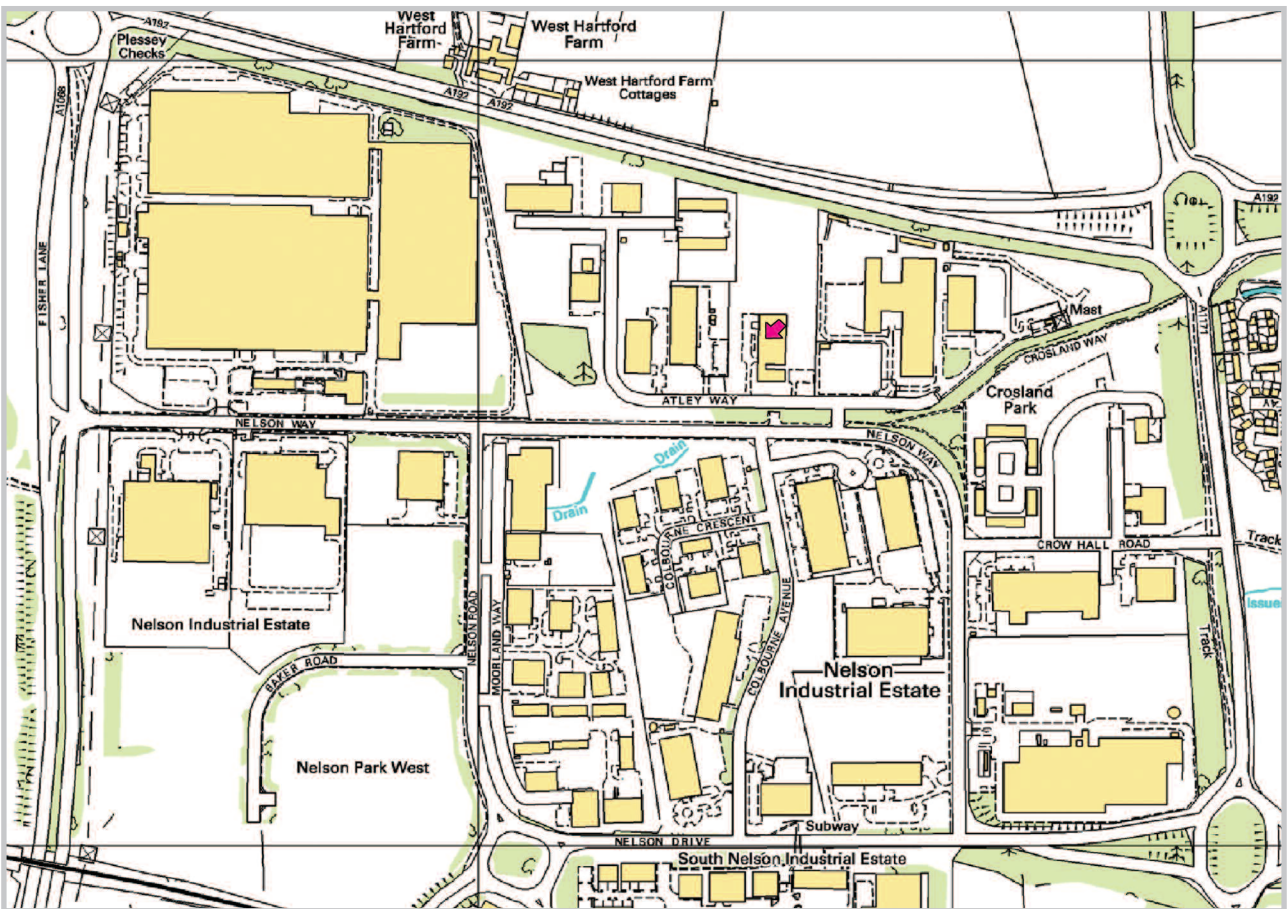 A192
West
Hartford
Farm
West Hartford
Farm
Plessey
Checks
West Hartford Farm
Cottages
A192
A192
A1068
A192
FISHER LANE
Mast
CROSLAND WAY
A1171
ATLEY WAY
Crosland
Park
NELSON WAY
NELSON WAY
Drain
Drain
COLBOURNE CRESCENT
CROW HALL ROAD
Track
Issue
Nelson Industrial Estate
NELSON ROAD
MOORLAND WAY
COLBOURNE AVENUE
Track
BAKER ROAD
Nelson
Industrial Estate
Nelson Park West
Subway
NELSON DRIVE
South Nelson Industrial Estate